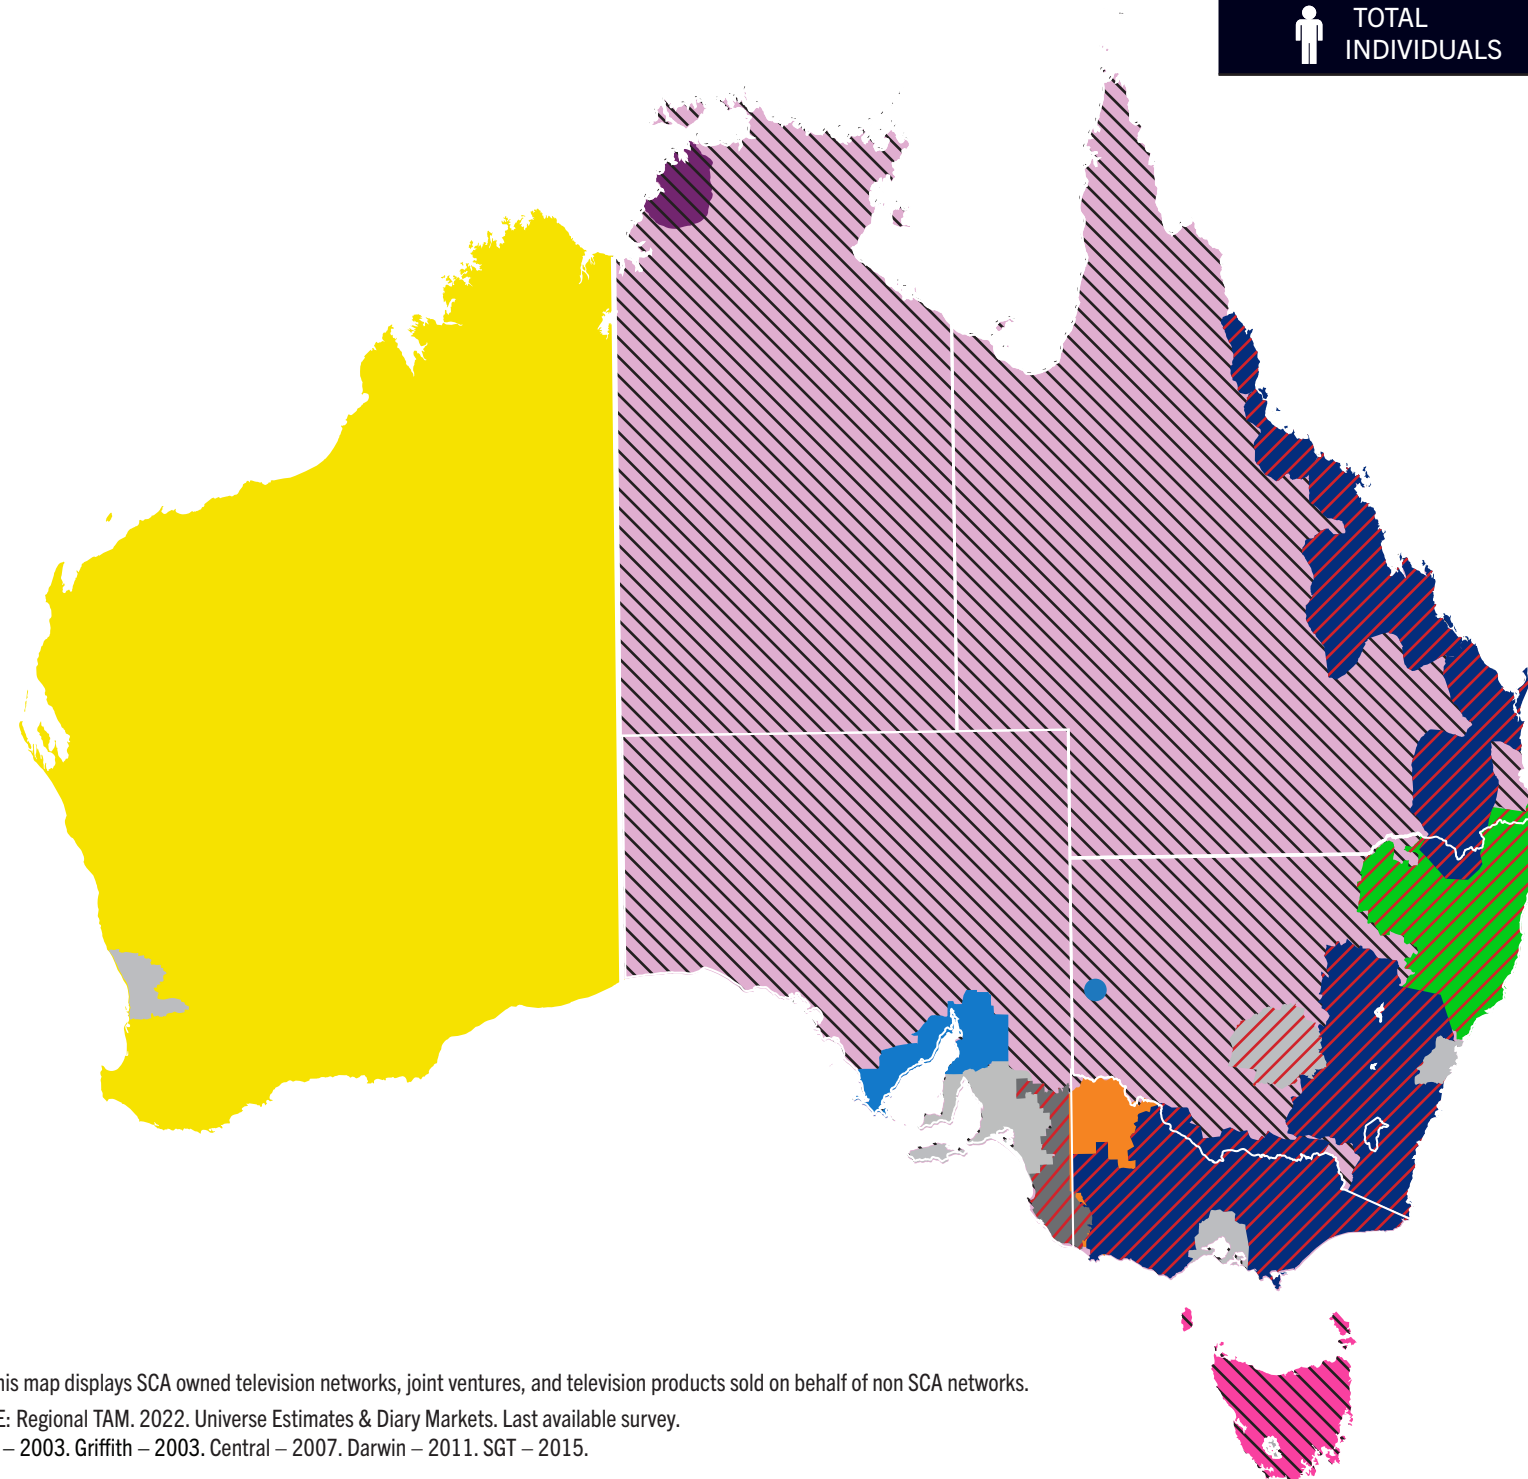 TOTAL
INDIVIDUALS
his map displays SCA owned television networks, joint ventures, and television products sold on behalf of non SCA networks.
E: Regional TAM. 2022. Universe Estimates & Diary Markets. Last available survey.
– 2003. Griffith – 2003. Central – 2007. Darwin – 2011. SGT – 2015.